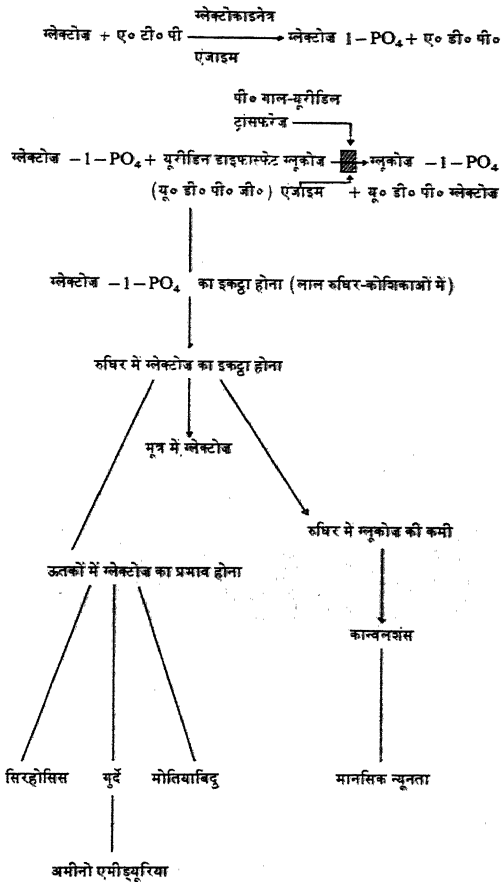 ग्लेक्टोकाइनेत्र
ग्लेक्टोज़ + ए० टी० पी ग्लेक्टोज़ 1-PO₄ + ए० डी० पी०
एंजाइम
पी० गाल-यूरीडिल
ट्रांसफरेज़
ग्लेक्टोज़ -1-PO₄ + यूरीडिन डाइफास्फेट ग्लूकोज़ ग्लूकोज़ -1-PO₄
(यू० डी० पी० जी०) एंजाइम + यू० डी० पी० ग्लेक्टोज़
ग्लेक्टोज़ -1-PO₄ का इकट्ठा होना (लाल रुधिर-कोशिकाओं में)
रुधिर में ग्लेक्टोज़ का इकट्ठा होना
मूत्र में ग्लेक्टोज़
रुधिर में ग्लूकोज़ की कमी
ऊतकों में ग्लेक्टोज़ का प्रभाव होना
कान्वलशंस
सिरहोसिस गुर्दे मोतियाबिंदु मानसिक न्यूनता
अमीनो एमीड्यूरिया